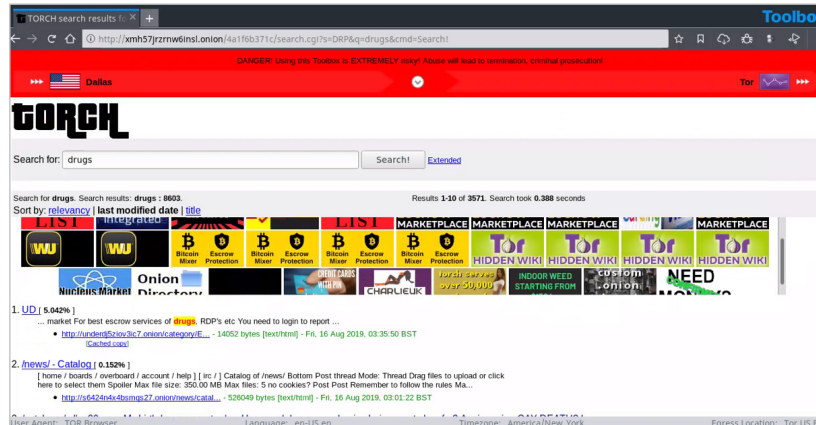 TORCH search results fo
Toolbo
http://xmh57jrzrnw6insl.onion/4a1f6b371c/search.cgi?s=DRP&q=drugs&cmd=Search!
DANGER! Using this Toolbox is EXTREMELY risky! Abuse will lead to termination, criminal prosecution!
Dallas
Tor
TORCH
Search for: drugs Search! Extended
Search for drugs. Search results: drugs : 8603. Results 1-10 of 3571. Search took 0.388 seconds
Sort by: relevancy | last modified date | title
LIST Integrated LIST MARKETPLACE MARKETPLACE MARKETPLACE MARKETPLACE
WU WU Bitcoin Mixer Escrow Protection Bitcoin Mixer Escrow Protection Bitcoin Mixer Escrow Protection Tor HIDDEN WIKI Tor HIDDEN WIKI Tor HIDDEN WIKI Tor HIDDEN WIKI
Nucleus Market Onion Directory CREDIT CARDS WITH PIN CHARLIEUK torch serves over 50,000 INDOOR WEED STARTING FROM custom .onion NEED
1. UD [ 5.042% ]
... market For best escrow services of drugs, RDP's etc You need to login to report ...
http://underdj5ziov3ic7.onion/category/E... - 14052 bytes [text/html] - Fri, 16 Aug 2019, 03:35:50 BST
[Cached copy]
2. /news/ - Catalog [ 0.152% ]
[ home / boards / overboard / account / help ] [ irc / ] Catalog of /news/ Bottom Post thread Mode: Thread Drag files to upload or click
here to select them Spoiler Max file size: 350.00 MB Max files: 5 no cookies? Post Post Remember to follow the rules Ma...
http://s6424n4x4bsmqs27.onion/news/catal... - 526049 bytes [text/html] - Fri, 16 Aug 2019, 03:01:22 BST
User Agent: TOR Browser Language: en-US,en Timezone: America/New_York Egress Location: Tor US E